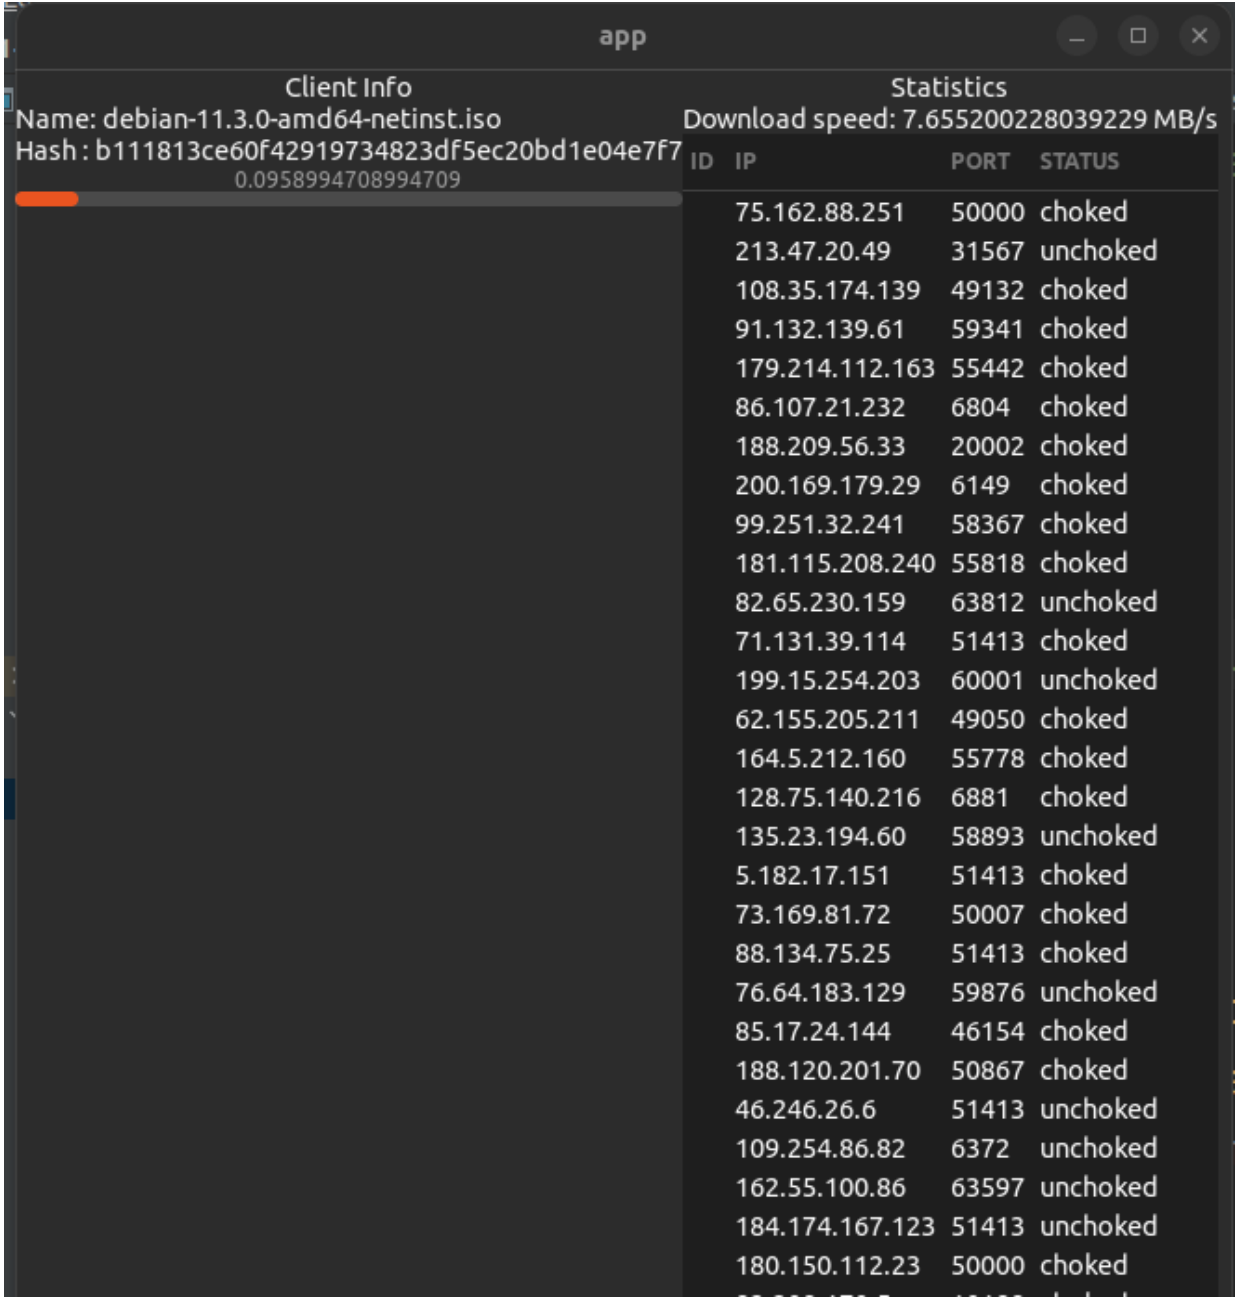 app
Client Info
Name: debian-11.3.0-amd64-netinst.iso
Hash : b111813ce60f42919734823df5ec20bd1e04e7f7
0.0958994708994709
Statistics
Download speed: 7.655200228039229 MB/s
ID IP PORT STATUS
75.162.88.251 50000 choked
213.47.20.49 31567 unchoked
108.35.174.139 49132 choked
91.132.139.61 59341 choked
179.214.112.163 55442 choked
86.107.21.232 6804 choked
188.209.56.33 20002 choked
200.169.179.29 6149 choked
99.251.32.241 58367 choked
181.115.208.240 55818 choked
82.65.230.159 63812 unchoked
71.131.39.114 51413 choked
199.15.254.203 60001 unchoked
62.155.205.211 49050 choked
164.5.212.160 55778 choked
128.75.140.216 6881 choked
135.23.194.60 58893 unchoked
5.182.17.151 51413 choked
73.169.81.72 50007 choked
88.134.75.25 51413 choked
76.64.183.129 59876 unchoked
85.17.24.144 46154 choked
188.120.201.70 50867 choked
46.246.26.6 51413 unchoked
109.254.86.82 6372 unchoked
162.55.100.86 63597 unchoked
184.174.167.123 51413 unchoked
180.150.112.23 50000 choked